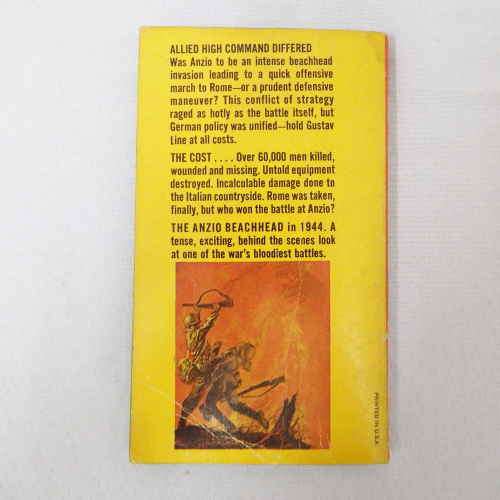 ALLIED HIGH COMMAND DIFFERED
Was Anzio to be an intense beachhead
invasion leading to a quick offensive
march to Rome—or a prudent defensive
maneuver? This conflict of strategy
raged as hotly as the battle itself, but
German policy was unified—hold Gustav
Line at all costs.
THE COST . . . . Over 60,000 men killed,
wounded and missing. Untold equipment
destroyed. Incalculable damage done to
the Italian countryside. Rome was taken,
finally, but who won the battle at Anzio?
THE ANZIO BEACHHEAD in 1944. A
tense, exciting, behind the scenes look
at one of the war's bloodiest battles.
PRINTED IN U.S.A.